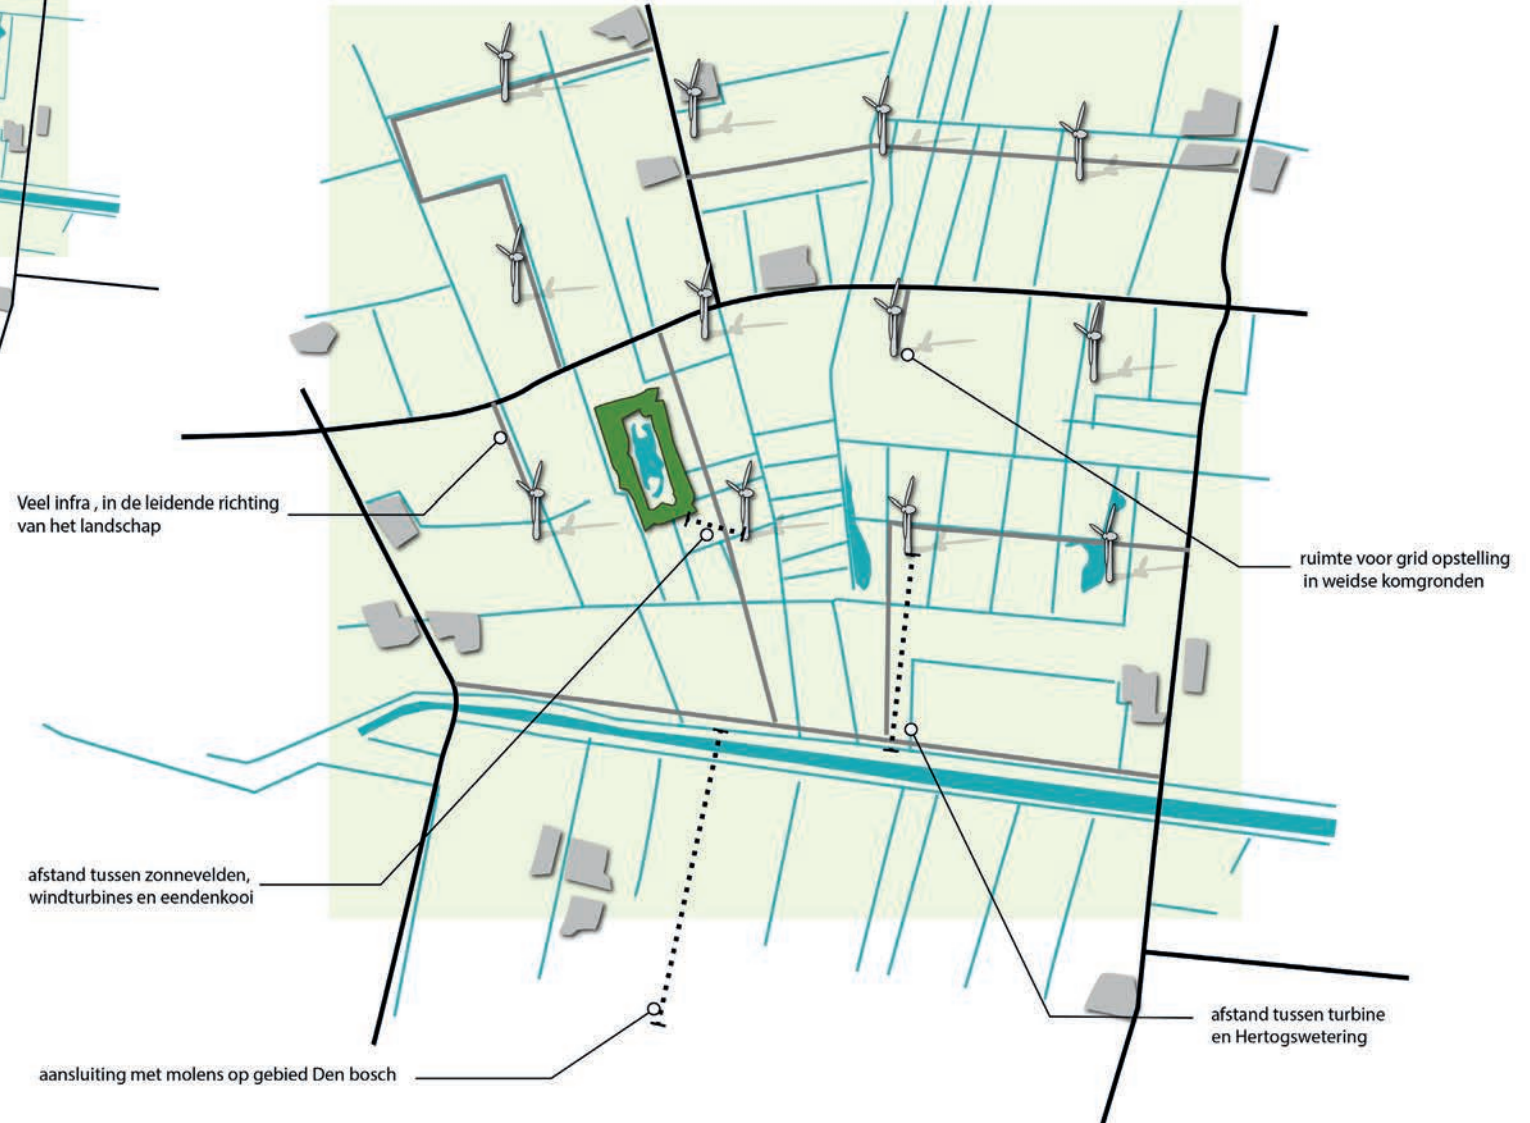 Veel infra , in de leidende richting
van het landschap
ruimte voor grid opstelling
in weidse komgronden
afstand tussen zonnevelden,
windturbines en eendenkooi
afstand tussen turbine
en Hertogswetering
aansluiting met molens op gebied Den bosch